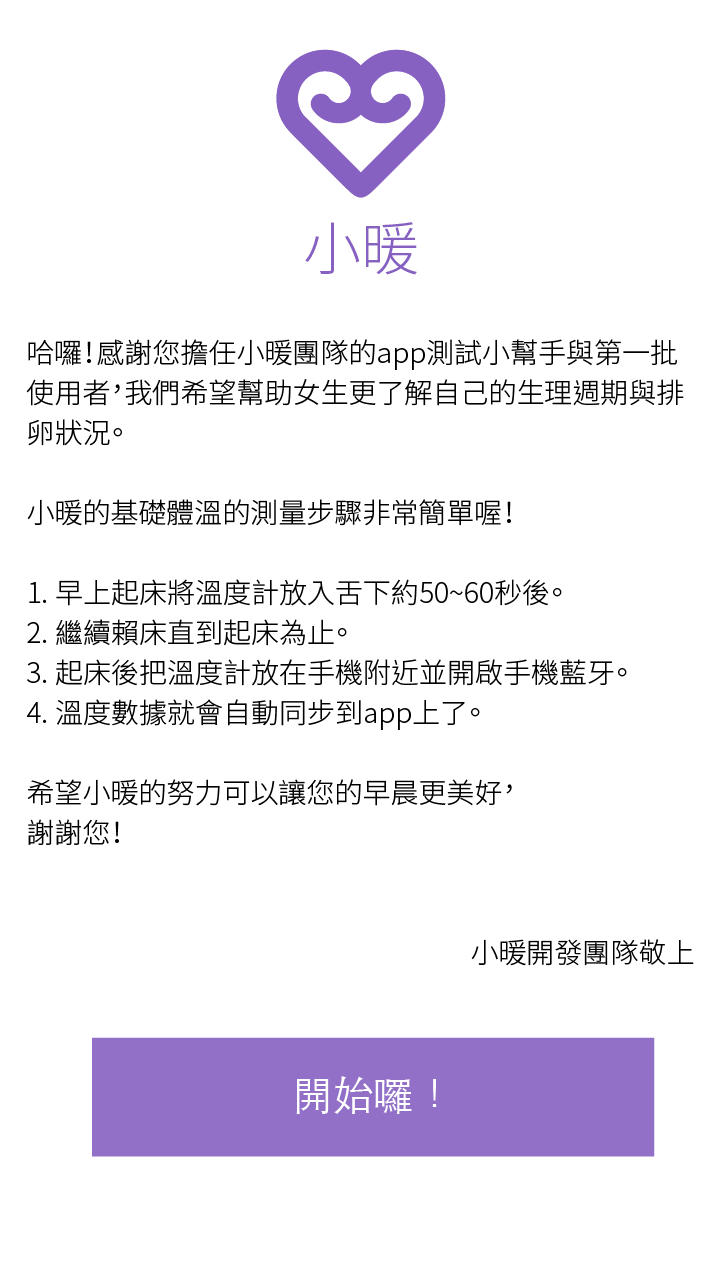 小暖
哈囉！感謝您擔任小暖團隊的app測試小幫手與第一批
使用者，我們希望幫助女生更了解自己的生理週期與排
卵狀況。
小暖的基礎體溫的測量步驟非常簡單喔！
1. 早上起床將溫度計放入舌下約50~60秒後。
2. 繼續賴床直到起床為止。
3. 起床後把溫度計放在手機附近並開啟手機藍牙。
4. 溫度數據就會自動同步到app上了。
希望小暖的努力可以讓您的早晨更美好，
謝謝您！
小暖開發團隊敬上
開始囉！